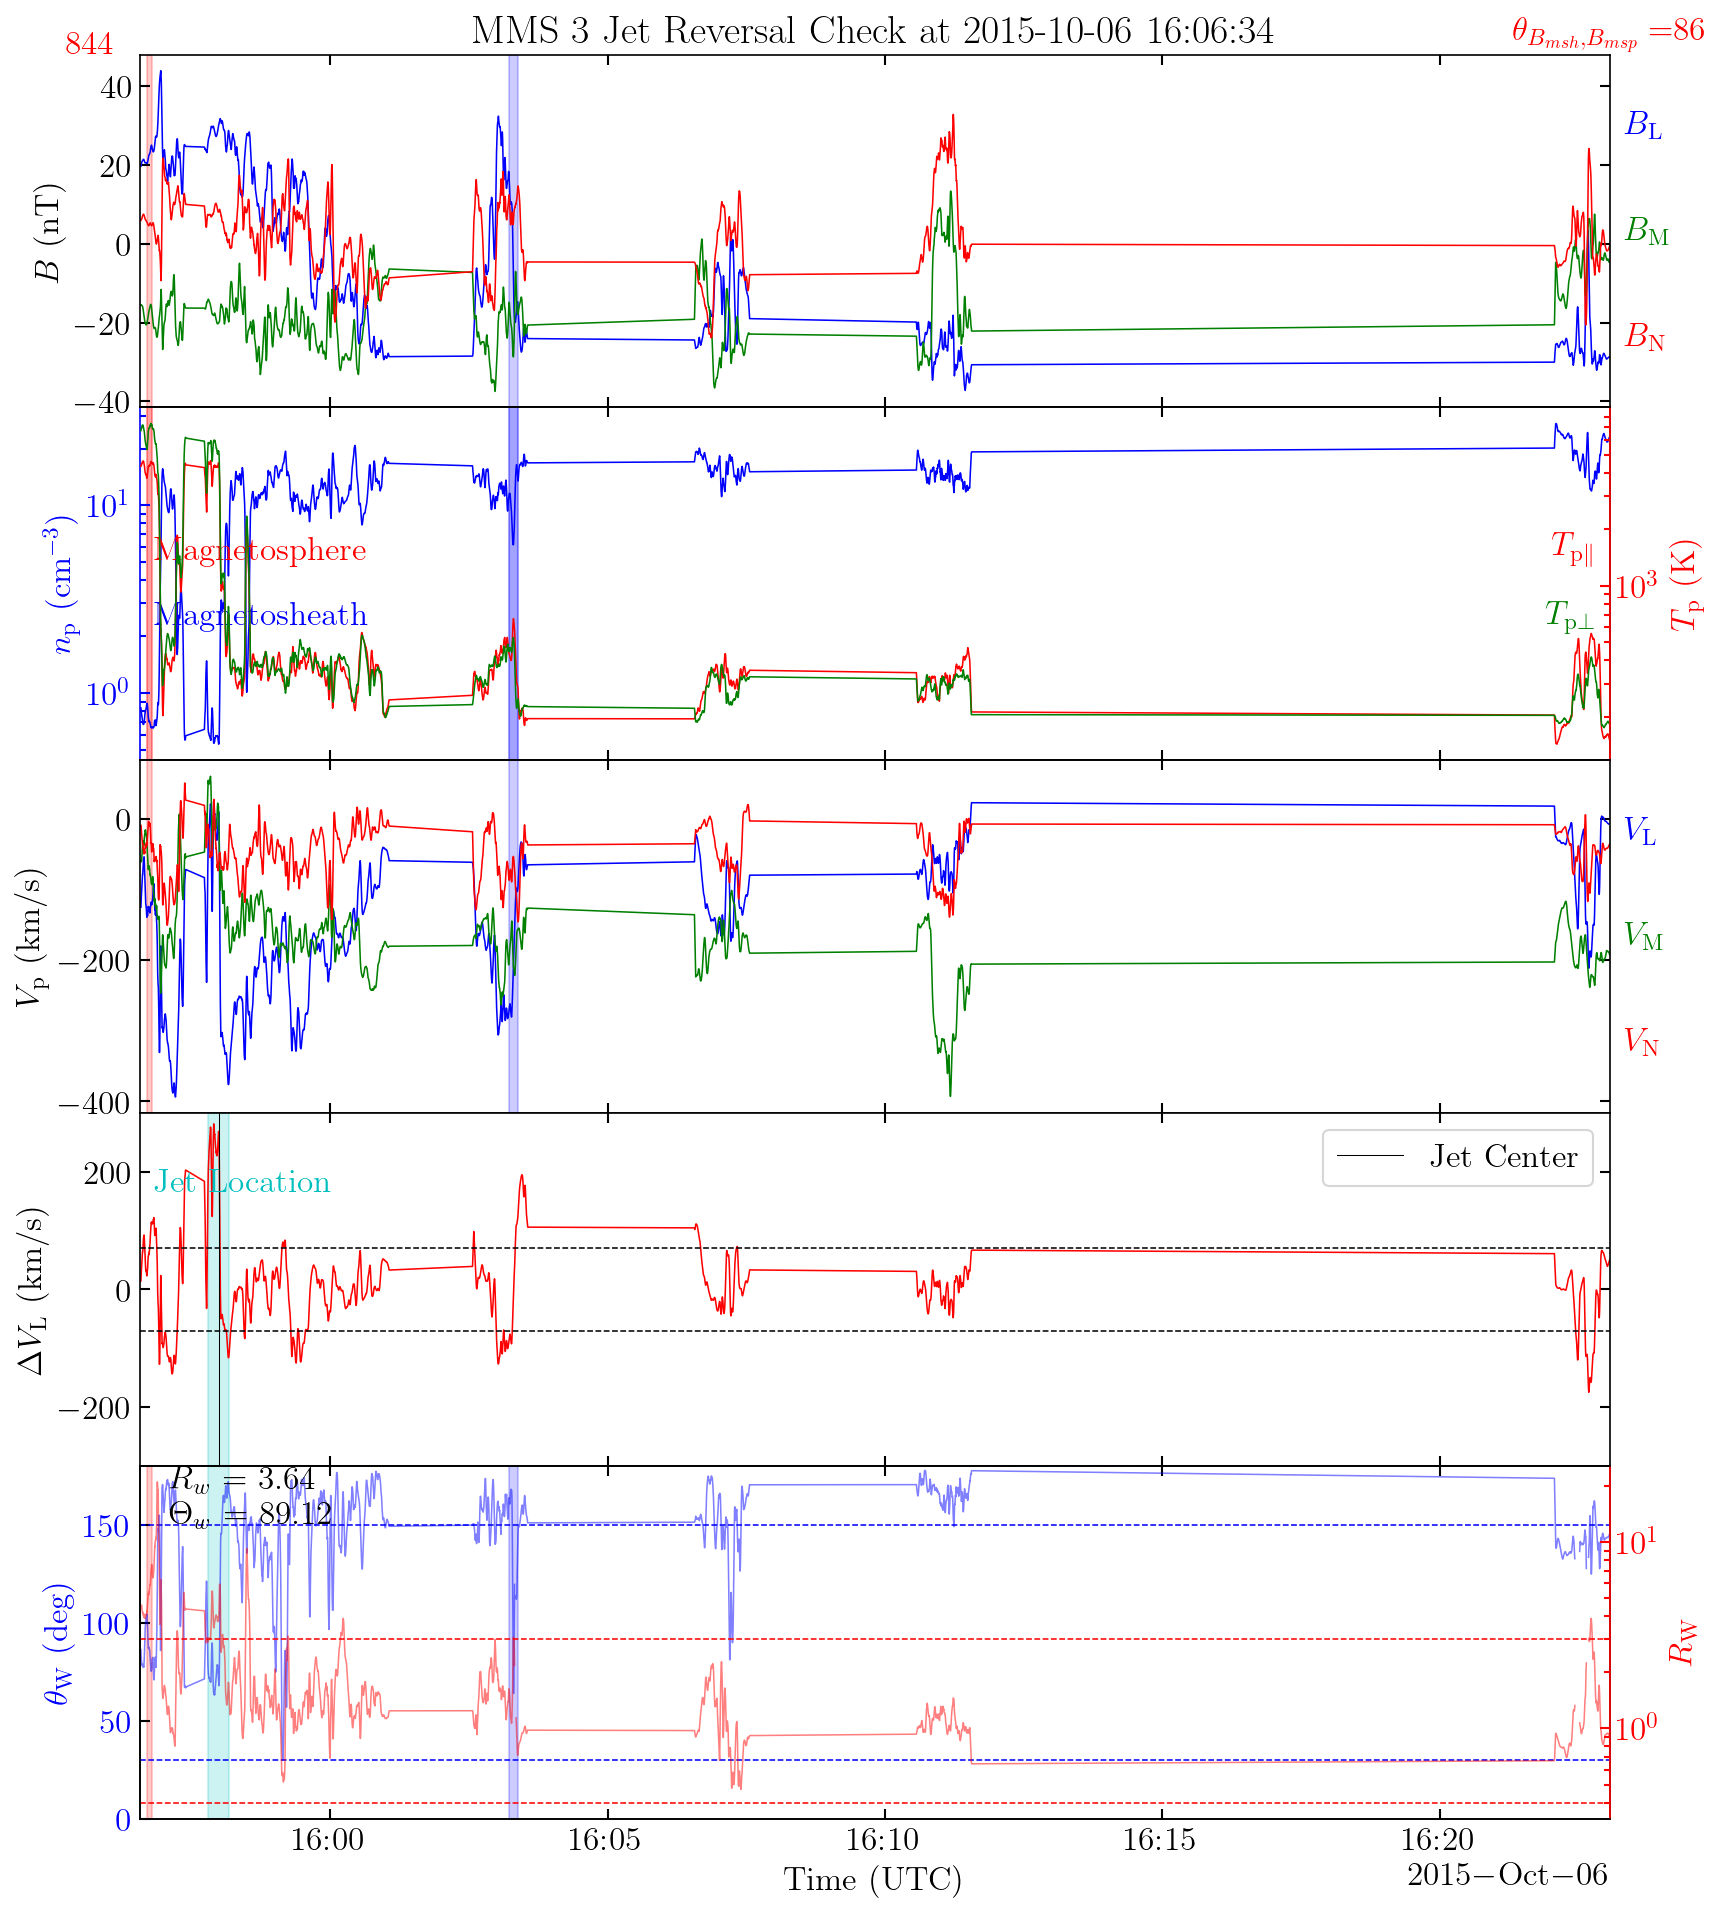 MMS 3 Jet Reversal Check at 2015-10-06 16:06:34
844
θ_{B_{msh},B_{msp}} =86
40
20
0
−20
−40
B (nT)
B_L
B_M
B_N
10^1
10^0
n_p (cm^{−3})
Magnetosphere
Magnetosheath
T_{p∥}
T_{p⊥}
10^3
T_p (K)
0
−200
−400
V_p (km/s)
V_L
V_M
V_N
200
0
−200
ΔV_L (km/s)
Jet Location
Jet Center
R_w = 3.64
Θ_w = 89.12
150
100
50
0
θ_W (deg)
10^1
10^0
R_W
16:00 16:05 16:10 16:15 16:20
Time (UTC)
2015−Oct−06